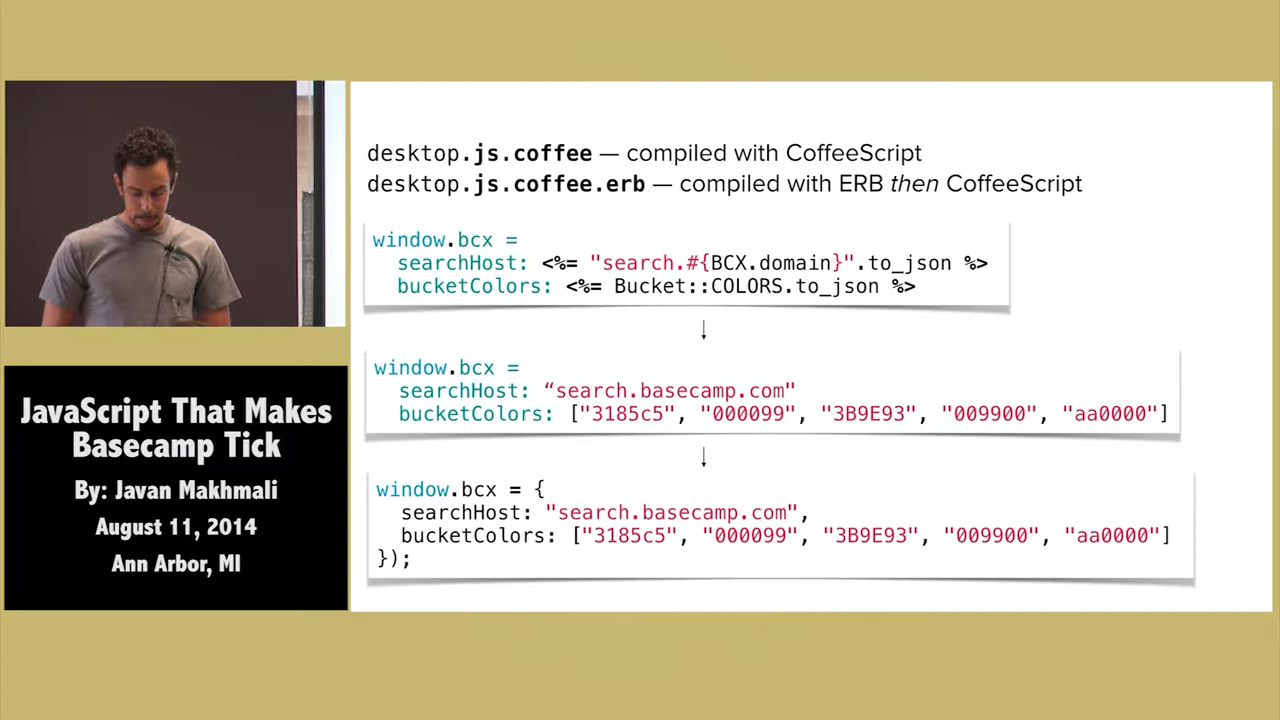 desktop.js.coffee — compiled with CoffeeScript
desktop.js.coffee.erb — compiled with ERB then CoffeeScript
window.bcx =
  searchHost: <%= "search.#{BCX.domain}".to_json %>
  bucketColors: <%= Bucket::COLORS.to_json %>
↓
window.bcx =
  searchHost: “search.basecamp.com"
  bucketColors: ["3185c5", "000099", "3B9E93", "009900", "aa0000"]
↓
window.bcx = {
  searchHost: "search.basecamp.com",
  bucketColors: ["3185c5", "000099", "3B9E93", "009900", "aa0000"]
});
JavaScript That Makes
Basecamp Tick
By: Javan Makhmali
August 11, 2014
Ann Arbor, MI